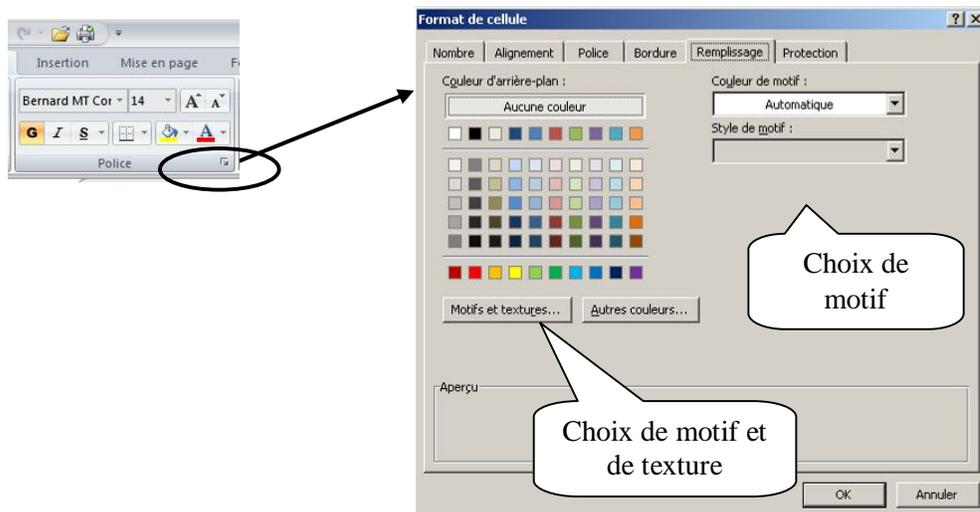 Insertion Mise en page F
Bernard MT Cor 14 A A
G I S A
Police
Format de cellule
Nombre Alignement Police Bordure Remplissage Protection
Couleur d'arrière-plan :
Aucune couleur
Couleur de motif :
Automatique
Style de motif :
Motifs et textures... Autres couleurs...
Choix de
motif
Aperçu
Choix de motif et
de texture
OK Annuler